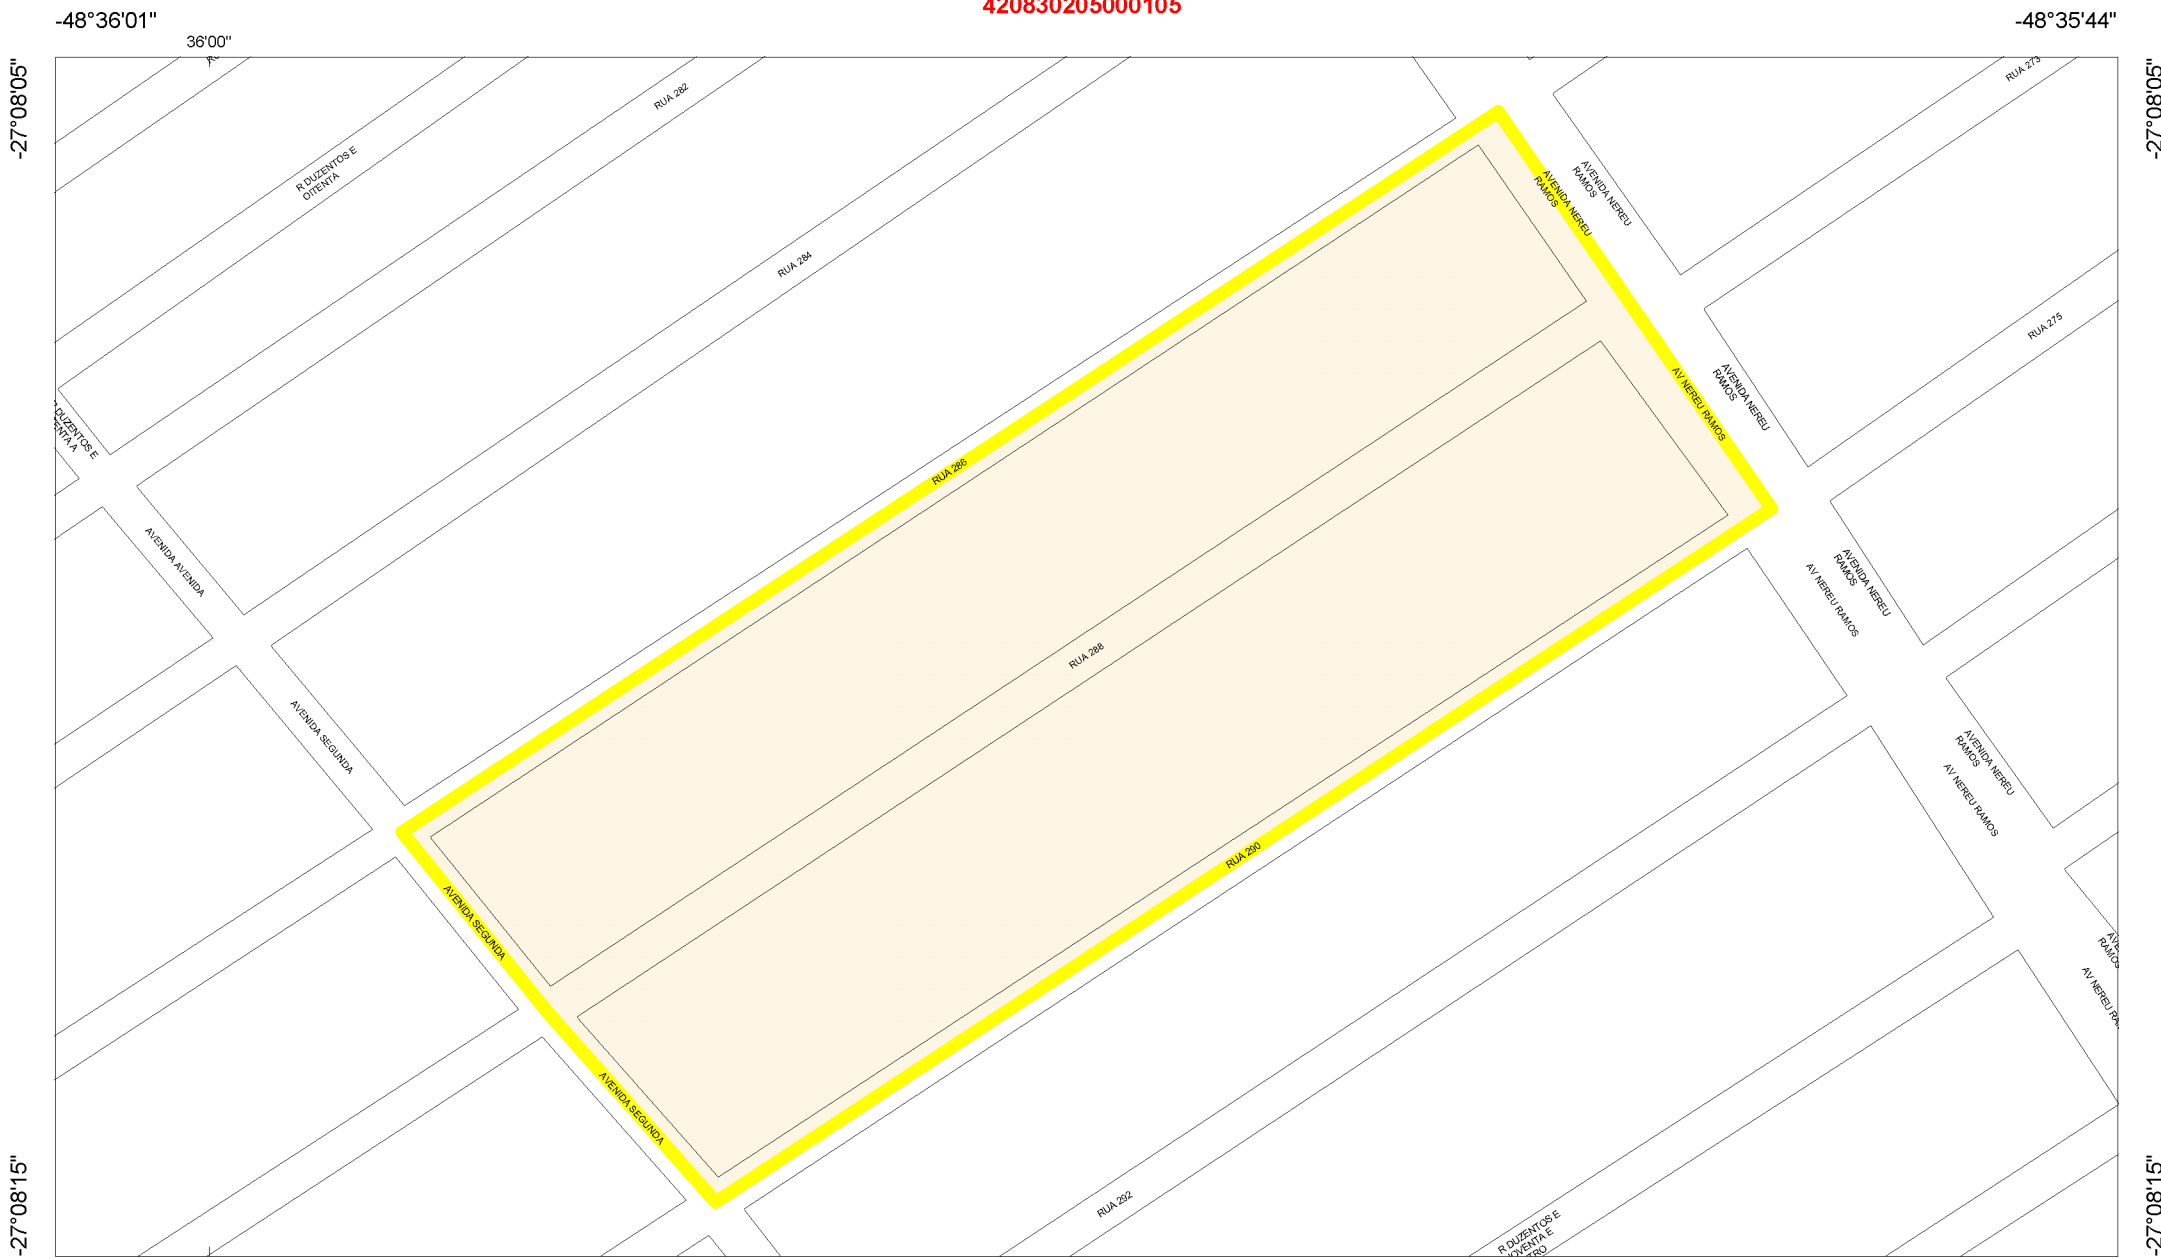 420830205000105
-48°36'01"
-48°35'44"
36'00"
-27°08'05"
-27°08'05"
RUA 273
RUA 282
R DUZENTOS E
OITENTA
AVENIDA NEREU
RAMOS
AVENIDA NEREU
RAMOS
RUA 284
RUA 275
AV NEREU RAMOS
AVENIDA NEREU
RAMOS
DUZENTOS E
RUA 286
AVENIDA AVENIDA
AV NEREU RAMOS
AVENIDA NEREU
RAMOS
RUA 288
AVENIDA SEGUNDA
AVENIDA NEREU
RAMOS
AV NEREU RAMOS
RUA 290
AVENIDA SEGUNDA
RAMOS
AV NEREU
AVENIDA SEGUNDA
-27°08'15"
-27°08'15"
RUA 292
R DUZENTOS E